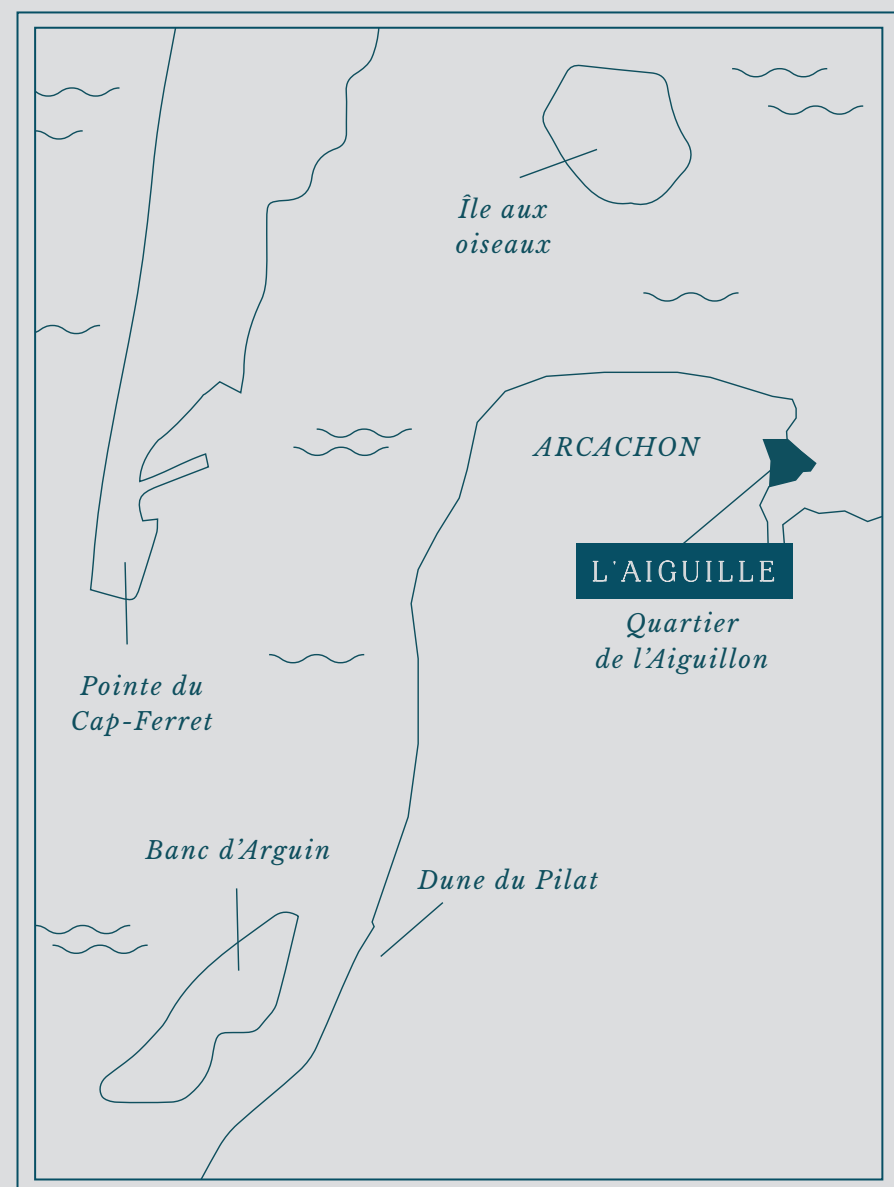 Île aux
oiseaux
ARCACHON
L'AIGUILLE
Quartier
de l’Aiguillon
Pointe du
Cap-Ferret
Banc d’Arguin
Dune du Pilat